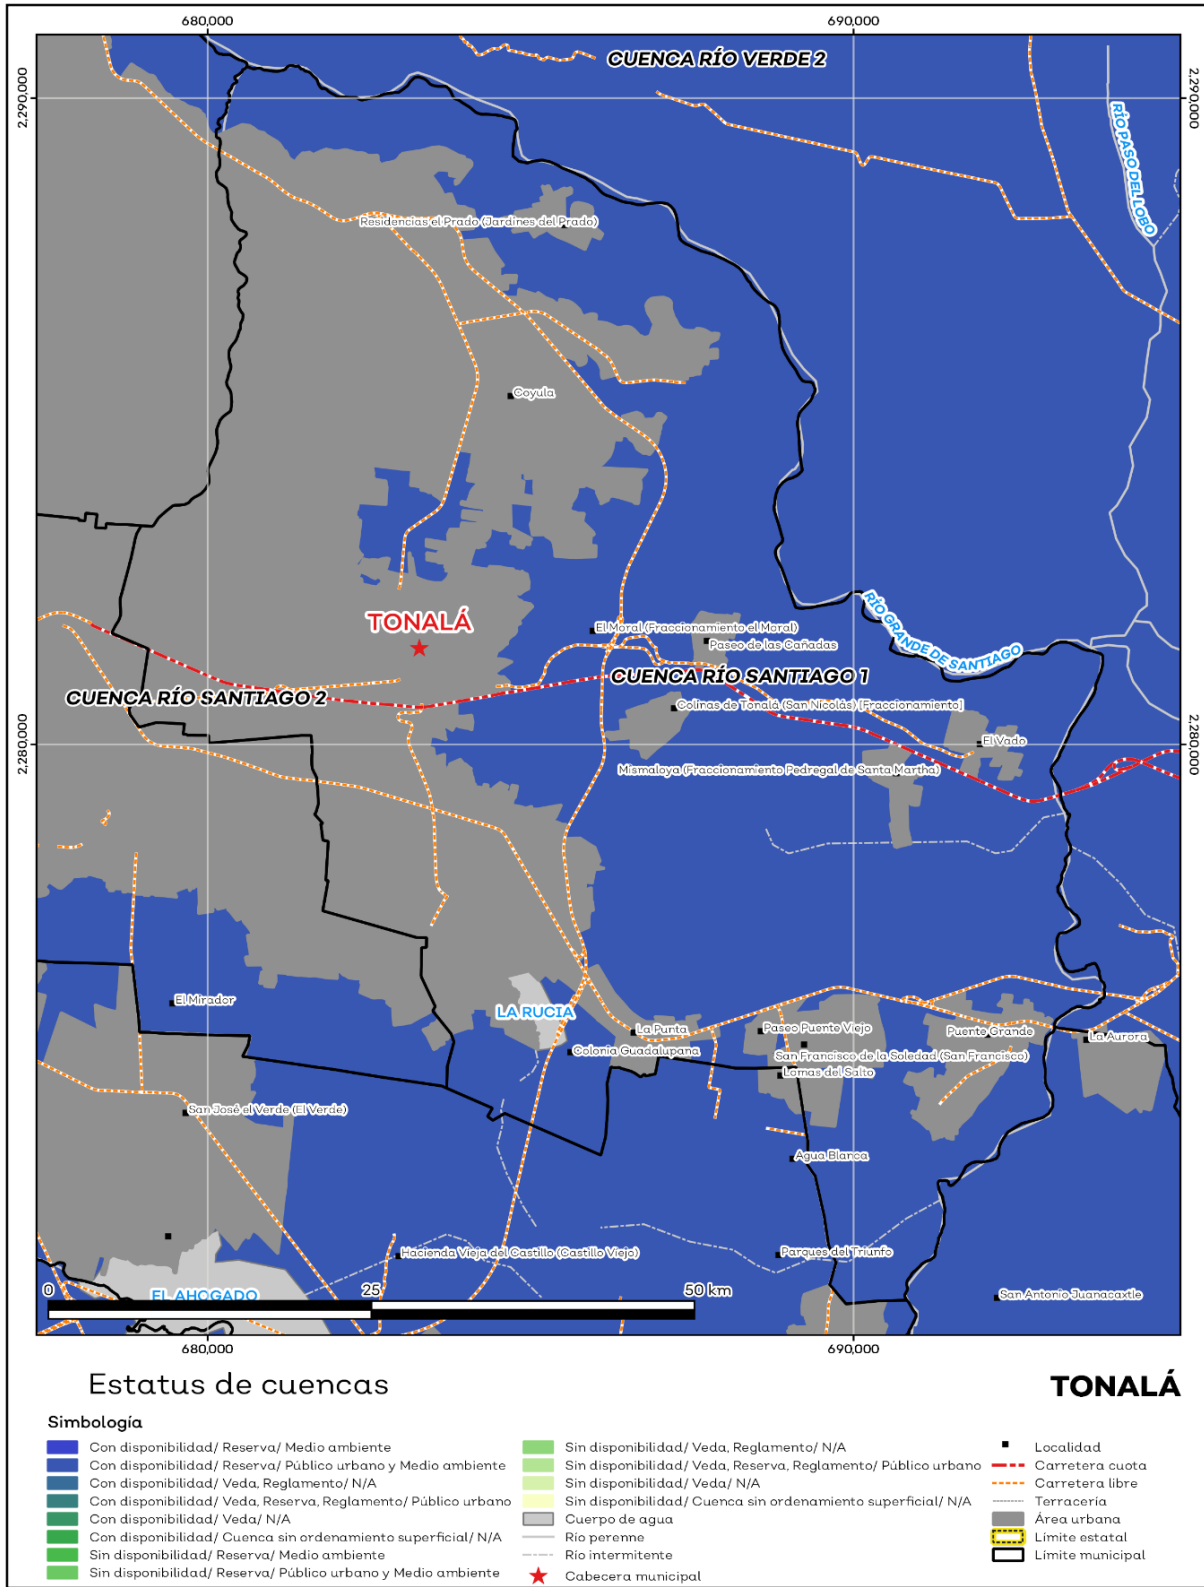 680,000
690,000
CUENCA RÍO VERDE 2
2,290,000
2,290,000
RÍO PASO DEL LOBO
Residencias el Prado (Jardines del Prado)
Coyula
TONALÁ
El Moral (Fraccionamiento el Moral)
Paseo de las Cañadas
RÍO GRANDE DE SANTIAGO
CUENCA RÍO SANTIAGO 1
CUENCA RÍO SANTIAGO 2
Colinas de Tonalá (San Nicolás) [Fraccionamiento]
El Vado
2,280,000
2,280,000
Mismaloya (Fraccionamiento Pedregal de Santa Martha)
El Mirador
LA RUCIA
La Punta
Paseo Puente Viejo
Puente Grande
La Aurora
Colonia Guadalupana
San Francisco de la Soledad (San Francisco)
Lomas del Salto
San José el Verde (El Verde)
Agua Blanca
Hacienda Vieja del Castillo (Castillo Viejo)
Parques del Triunfo
EL AHOGADO
San Antonio Juanacaxtle
0 25 50 km
680,000
690,000
Estatus de cuencas
TONALÁ
Simbología
Con disponibilidad/ Reserva/ Medio ambiente
Con disponibilidad/ Reserva/ Público urbano y Medio ambiente
Con disponibilidad/ Veda, Reglamento/ N/A
Con disponibilidad/ Veda, Reserva, Reglamento/ Público urbano
Con disponibilidad/ Veda/ N/A
Con disponibilidad/ Cuenca sin ordenamiento superficial/ N/A
Sin disponibilidad/ Reserva/ Medio ambiente
Sin disponibilidad/ Reserva/ Público urbano y Medio ambiente
Sin disponibilidad/ Veda, Reglamento/ N/A
Sin disponibilidad/ Veda, Reserva, Reglamento/ Público urbano
Sin disponibilidad/ Veda/ N/A
Sin disponibilidad/ Cuenca sin ordenamiento superficial/ N/A
Cuerpo de agua
Río perenne
Río intermitente
Cabecera municipal
Localidad
Carretera cuota
Carretera libre
Terracería
Área urbana
Límite estatal
Límite municipal